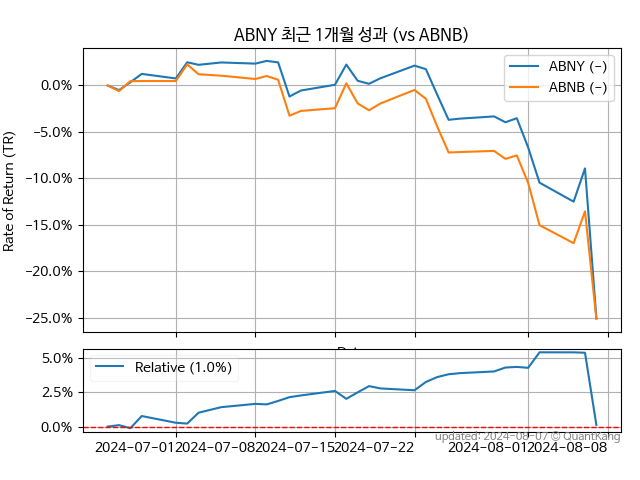 ABNY 최근 1개월 성과 (vs ABNB)
ABNY (-)
ABNB (-)
Rate of Return (TR)
0.0%
-5.0%
-10.0%
-15.0%
-20.0%
-25.0%
Relative (1.0%)
5.0%
2.5%
0.0%
2024-07-01
2024-07-08
2024-07-15
2024-07-22
2024-08-01
2024-08-08
updated: 2024-08-07 © QuantKang